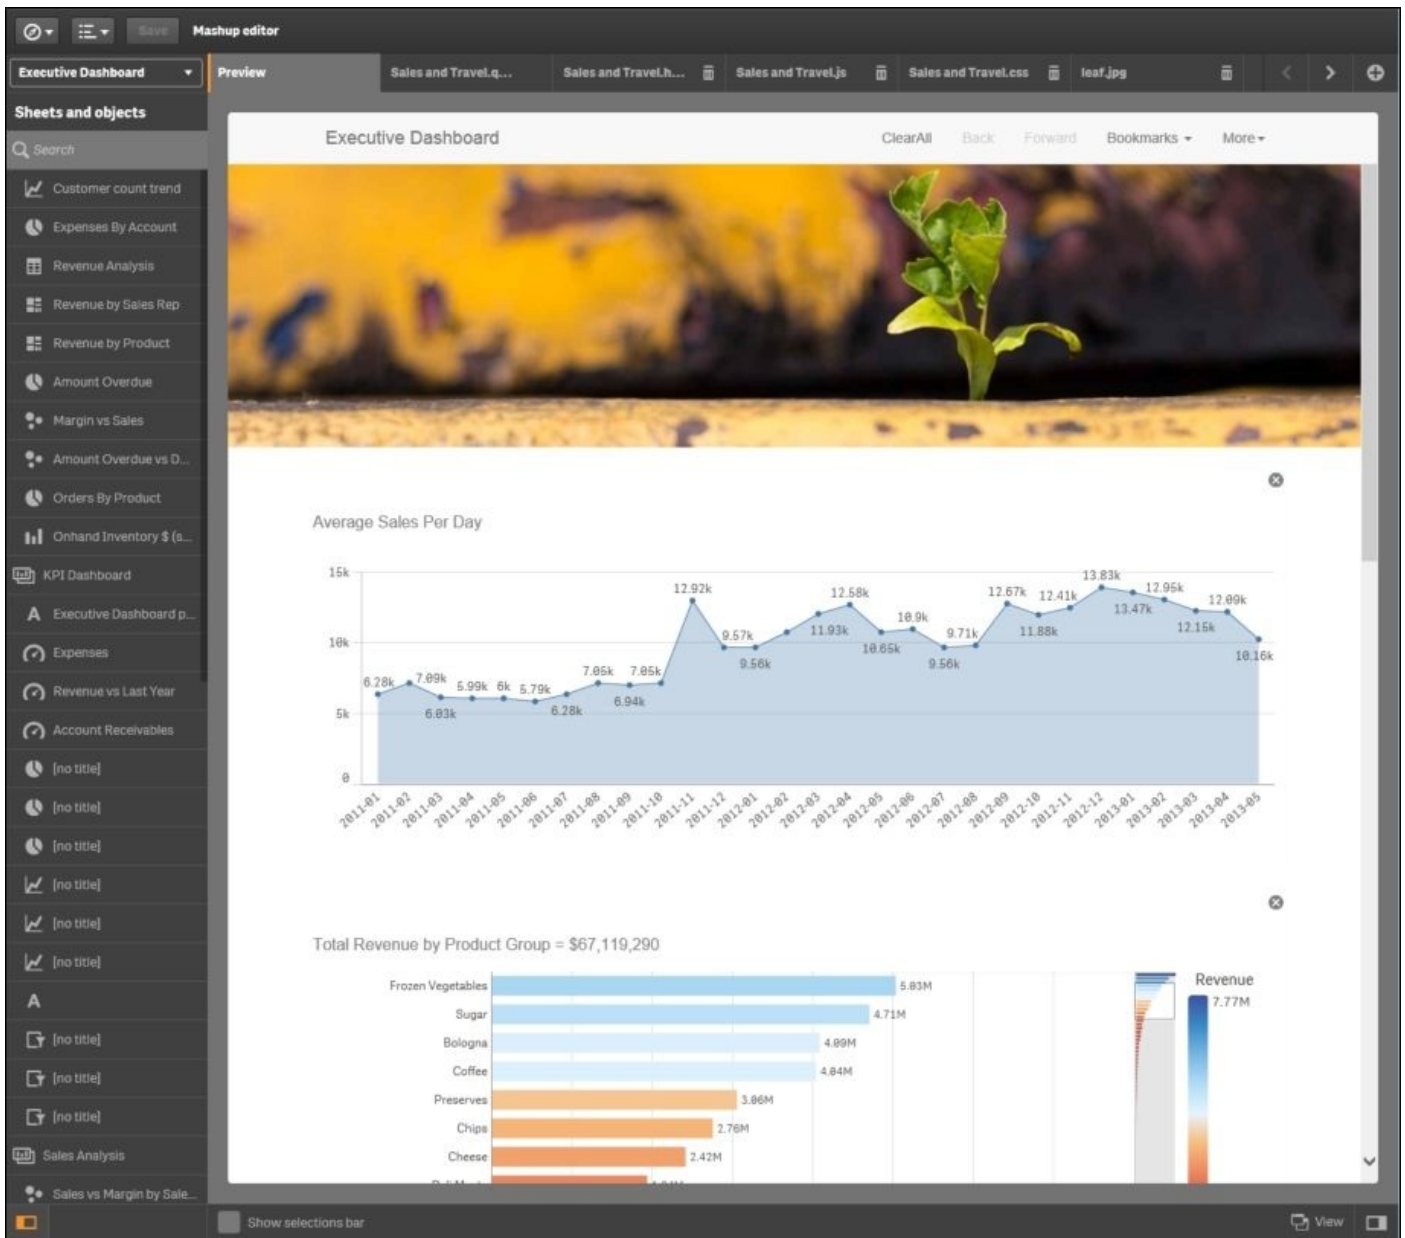 Save Mashup editor
Executive Dashboard
Preview Sales and Travel.q... Sales and Travel.h... Sales and Travel.js Sales and Travel.css leaf.jpg
Sheets and objects
Search
Customer count trend
Expenses By Account
Revenue Analysis
Revenue by Sales Rep
Revenue by Product
Amount Overdue
Margin vs Sales
Amount Overdue vs D...
Orders By Product
Onhand Inventory $ (s...
KPI Dashboard
Executive Dashboard p...
Expenses
Revenue vs Last Year
Account Receivables
[no title]
[no title]
[no title]
[no title]
[no title]
[no title]
A
[no title]
[no title]
[no title]
Sales Analysis
Sales vs Margin by Sale...
Executive Dashboard ClearAll Back Forward Bookmarks More
Average Sales Per Day
15k
10k
5k
0
6.28k 7.09k 6.03k 5.99k 6k 5.79k 6.28k 7.05k 6.94k 7.05k 12.92k 9.57k 9.56k 11.93k 12.58k 10.65k 10.9k 9.56k 9.71k 12.67k 11.88k 12.41k 13.83k 13.47k 12.95k 12.15k 12.09k 10.16k
2011-01 2011-02 2011-03 2011-04 2011-05 2011-06 2011-07 2011-08 2011-09 2011-10 2011-11 2011-12 2012-01 2012-02 2012-03 2012-04 2012-05 2012-06 2012-07 2012-08 2012-09 2012-10 2012-11 2012-12 2013-01 2013-02 2013-03 2013-04 2013-05
Total Revenue by Product Group = $67,119,290
Frozen Vegetables 5.03M
Sugar 4.71M
Bologna 4.09M
Coffee 4.04M
Preserves 3.06M
Chips 2.76M
Cheese 2.42M
Revenue
7.77M
Show selections bar
View